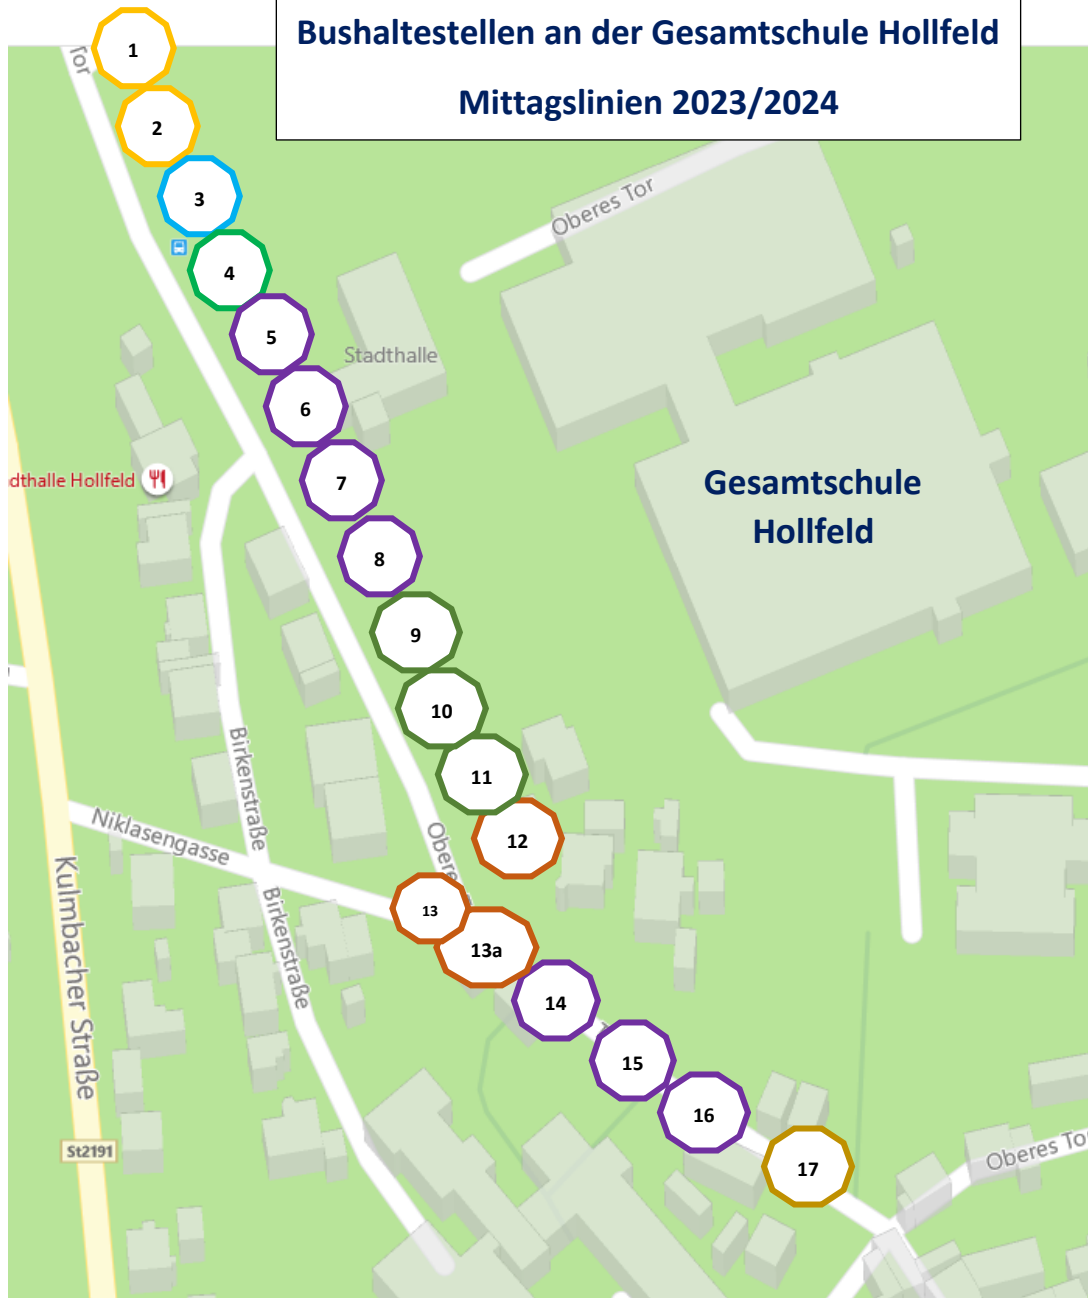 Bushaltestellen an der Gesamtschule Hollfeld
Mittagslinien 2023/2024
Tor
1
2
Oberes Tor
3
4
5
Stadthalle
6
dthalle Hollfeld
7
Gesamtschule
Hollfeld
8
9
10
Birkenstraße
11
Niklasengasse
12
Obere
Kulmbacher Straße
Birkenstraße
13
13a
14
15
16
St2191
Oberes Tor
17